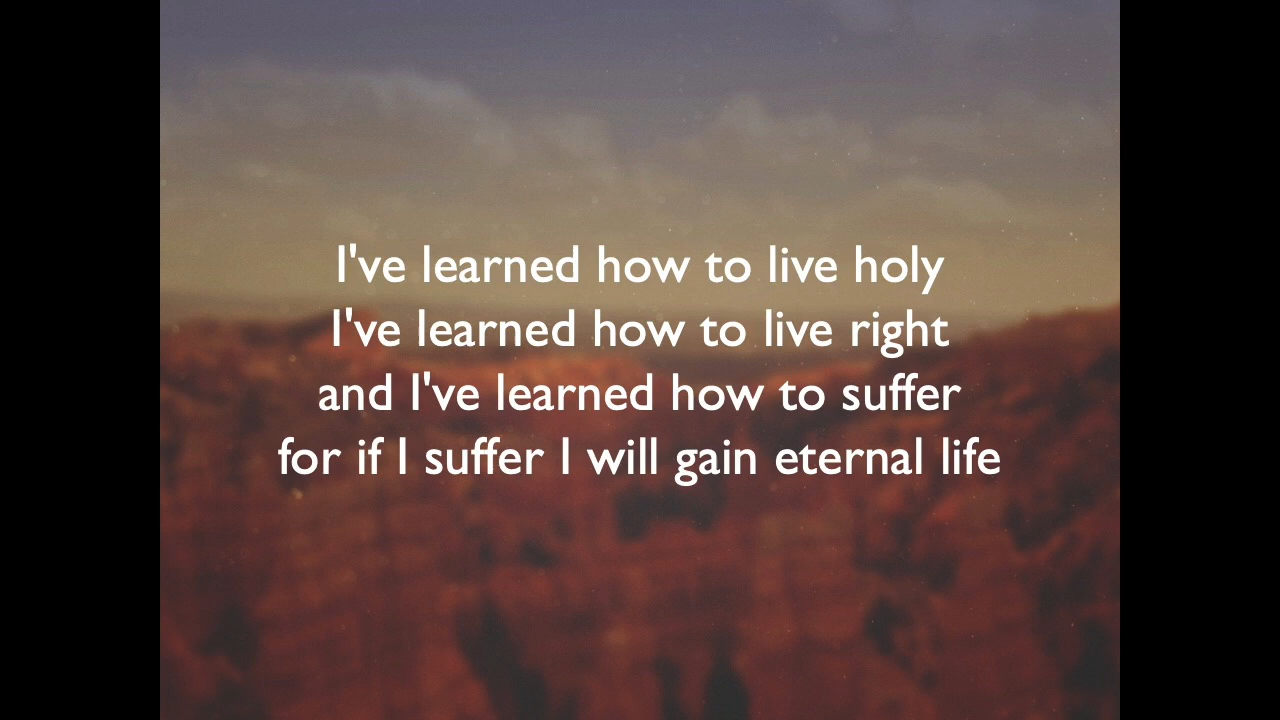 I've learned how to live holy
I've learned how to live right
and I've learned how to suffer
for if I suffer I will gain eternal life